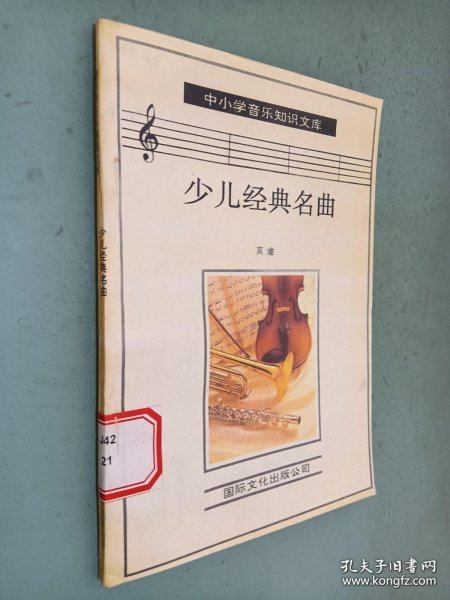 中小学音乐知识文库
少儿经典名曲
莫 难
国际文化出版公司
少儿经典名曲
J42
21
孔夫子旧书网
www.kongfz.com